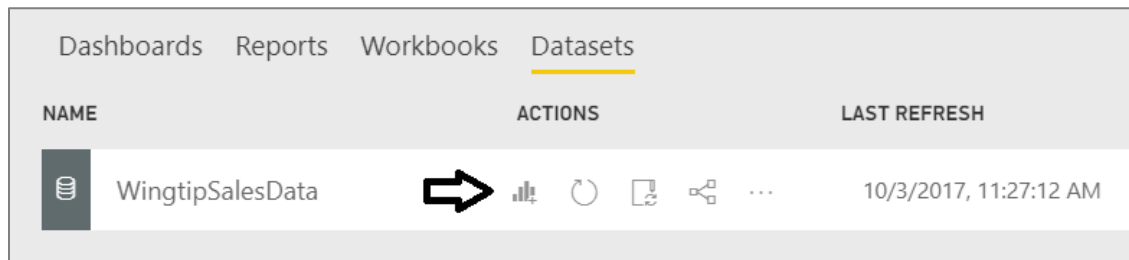 Dashboards Reports Workbooks Datasets
NAME ACTIONS LAST REFRESH
WingtipSalesData ... 10/3/2017, 11:27:12 AM